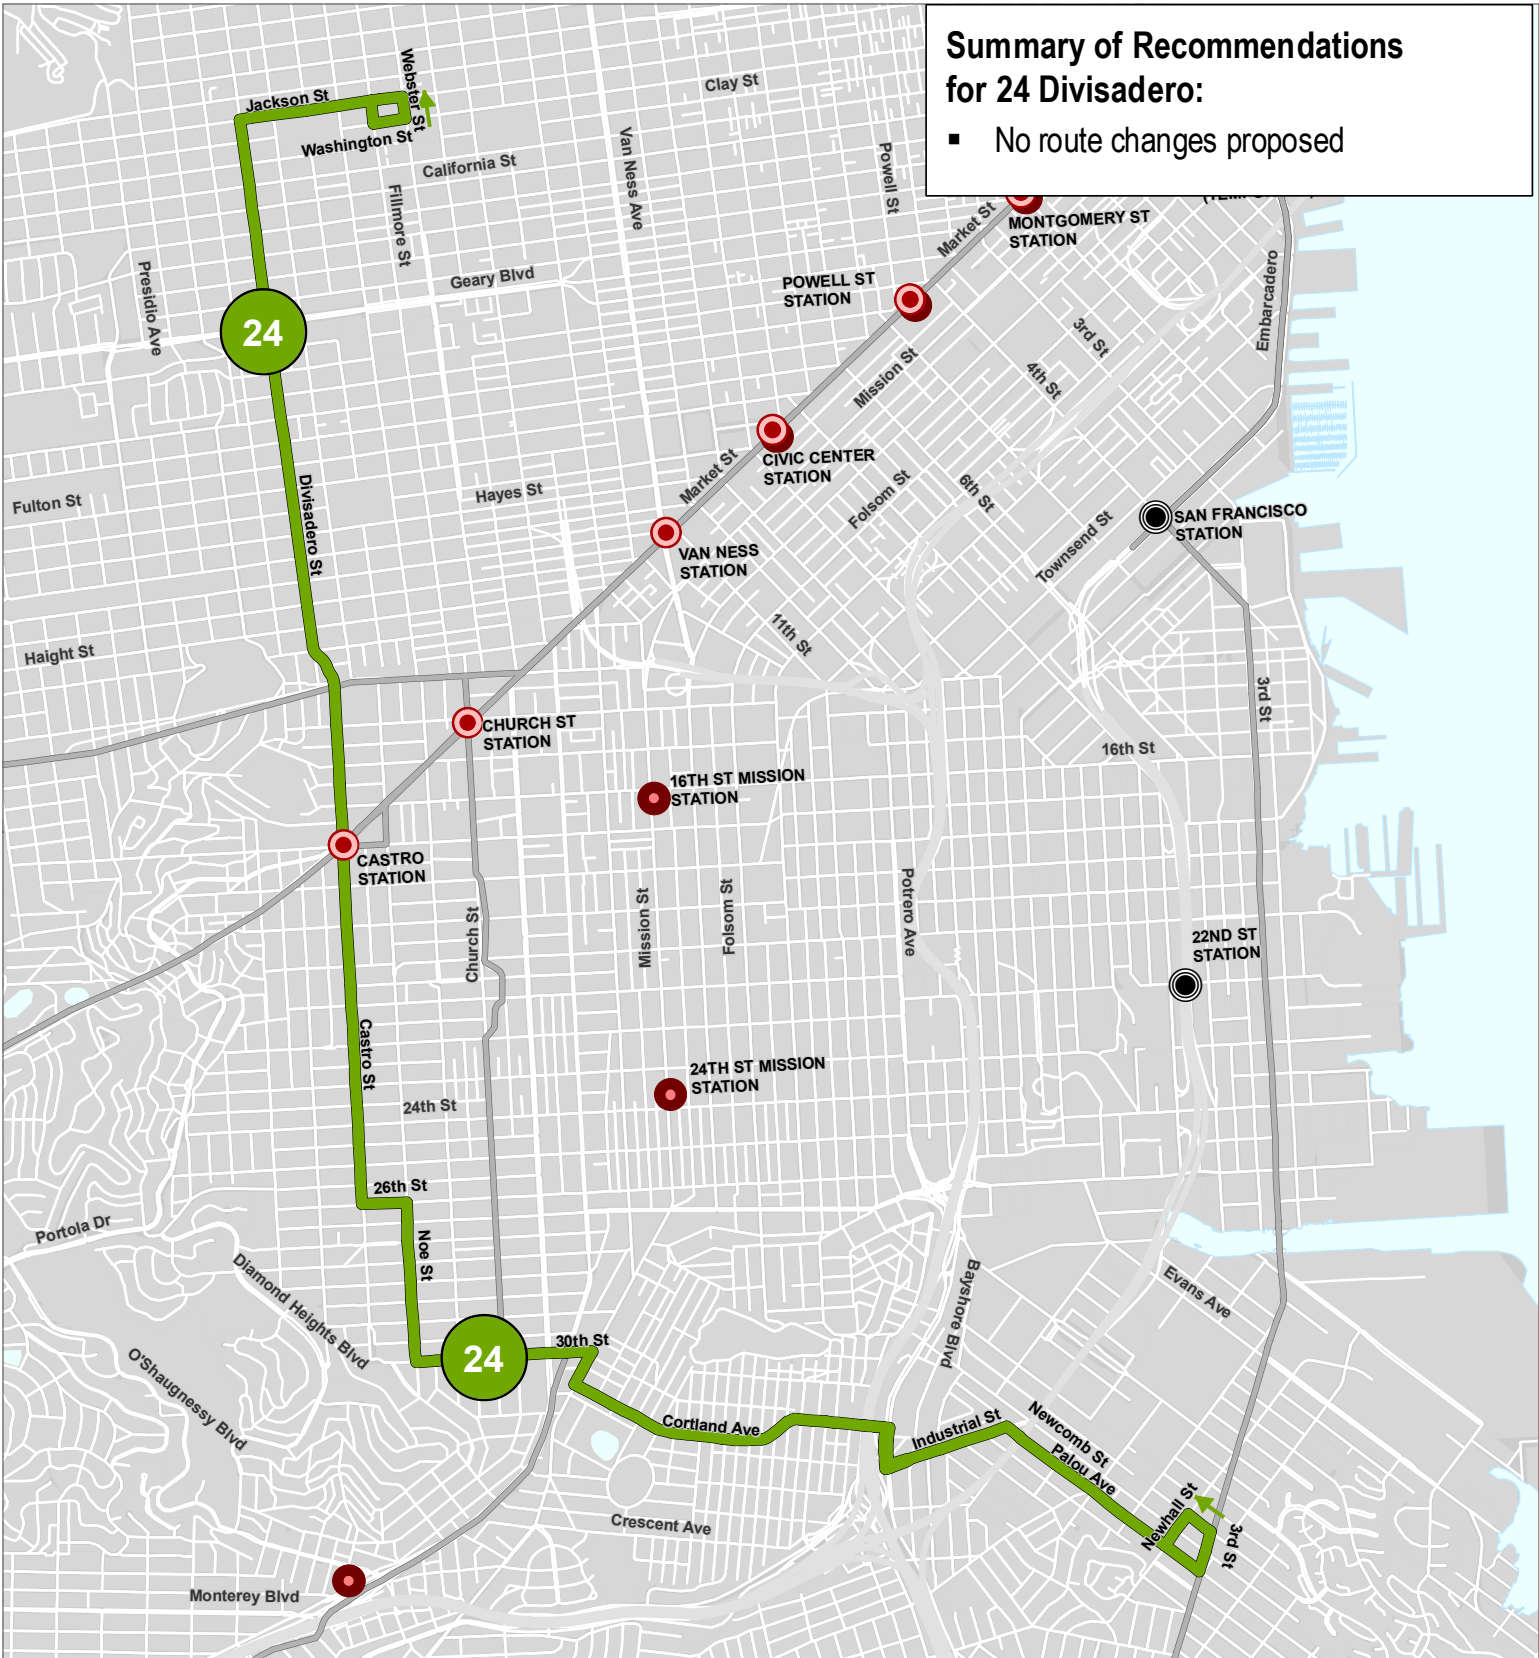 Summary of Recommendations
for 24 Divisadero:
▪ No route changes proposed
Webster St
Jackson St
Washington St
Clay St
California St
Van Ness Ave
Powell St
Fillmore St
Market St
MONTGOMERY ST
STATION
Presidio Ave
Geary Blvd
POWELL ST
STATION
Embarcadero
24
3rd St
4th St
Mission St
Divisadero St
Fulton St
Hayes St
Market St
CIVIC CENTER
STATION
Folsom St
6th St
Townsend St
SAN FRANCISCO
STATION
VAN NESS
STATION
11th St
Haight St
3rd St
CHURCH ST
STATION
16th St
16TH ST MISSION
STATION
CASTRO
STATION
Church St
Mission St
Folsom St
Potrero Ave
22ND ST
STATION
Castro St
24th St
24TH ST MISSION
STATION
26th St
Portola Dr
Noe St
Diamond Heights Blvd
Bayshore Blvd
Evans Ave
O'Shaugnessy Blvd
24
30th St
Cortland Ave
Industrial St
Newcomb St
Palou Ave
Newhall St
3rd St
Crescent Ave
Monterey Blvd